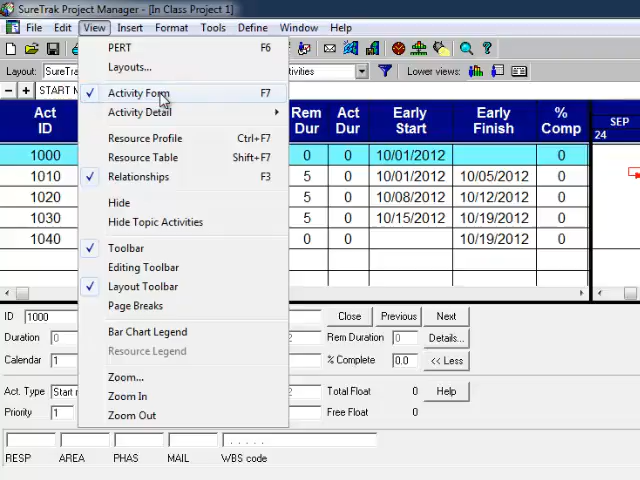 SureTrak Project Manager - [In Class Project 1]
File Edit View Insert Format Tools Define Window Help
Layout: SureTra
ctivities
Lower views:
- + START M
PERT F6
Layouts...
Activity Form F7
Activity Detail
Resource Profile Ctrl+F7
Resource Table Shift+F7
Relationships F3
Hide
Hide Topic Activities
Toolbar
Editing Toolbar
Layout Toolbar
Page Breaks
Bar Chart Legend
Resource Legend
Zoom...
Zoom In
Zoom Out
Act ID Rem Dur Act Dur Early Start Early Finish % Comp SEP 24
1000 0 0 10/01/2012 0
1010 5 0 10/01/2012 10/05/2012 0
1020 5 0 10/08/2012 10/12/2012 0
1030 5 0 10/15/2012 10/19/2012 0
1040 0 0 10/19/2012 0
ID 1000 Close Previous Next
Duration 0 2 Rem Duration 0 Details...
Calendar 1 2 % Complete 0.0 << Less
Act. Type Start m Total Float 0 Help
Priority 1 Free Float 0
. . . . .
RESP AREA PHAS MAIL WBS code